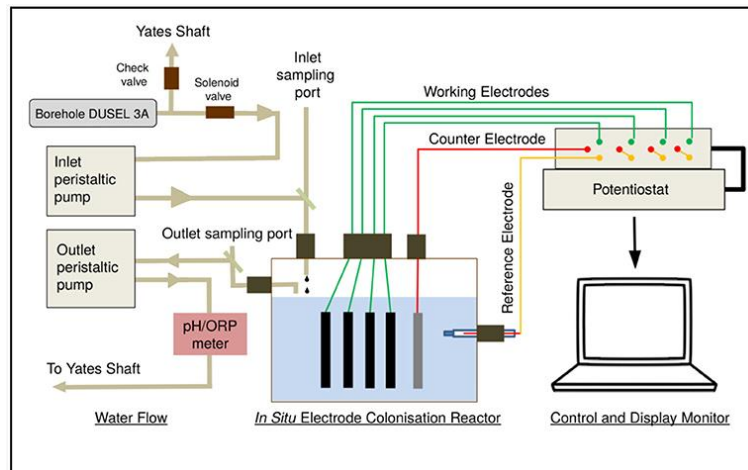 Yates Shaft
Check
valve
Solenoid
valve
Inlet
sampling
port
Borehole DUSEL 3A
Working Electrodes
Counter Electrode
Inlet
peristaltic
pump
Potentiostat
Outlet sampling port
Outlet
peristaltic
pump
Reference Electrode
pH/ORP
meter
To Yates Shaft
Water Flow
In Situ Electrode Colonisation Reactor
Control and Display Monitor